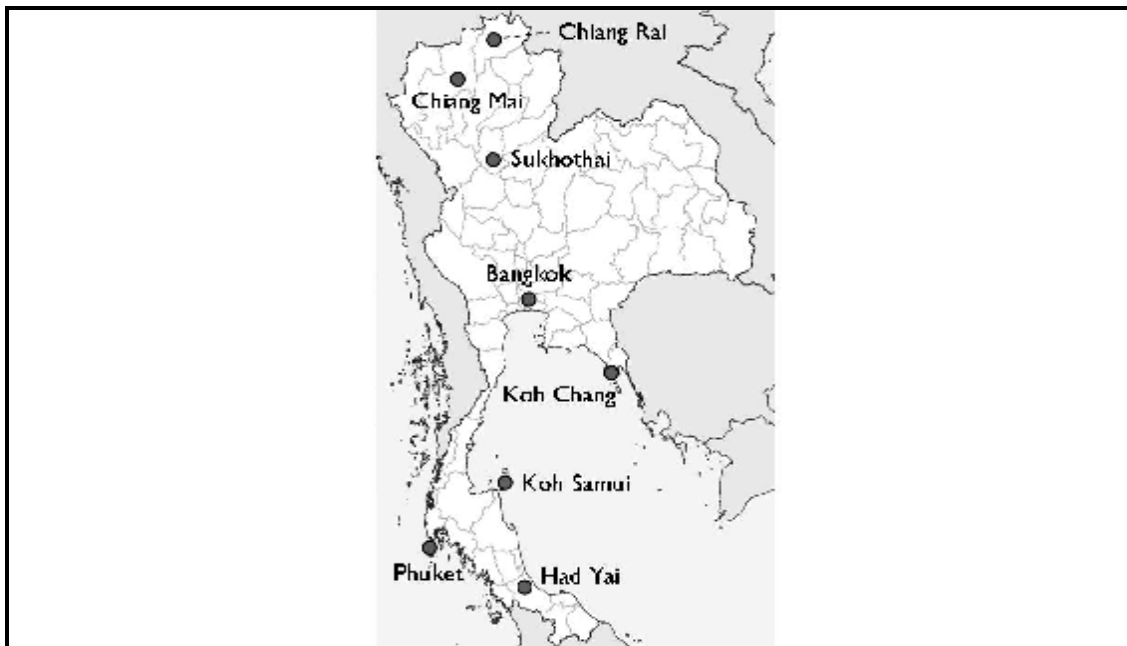 Chiang Rai
Chiang Mai
Sukhothai
Bangkok
Koh Chang
Koh Samui
Phuket
Had Yai